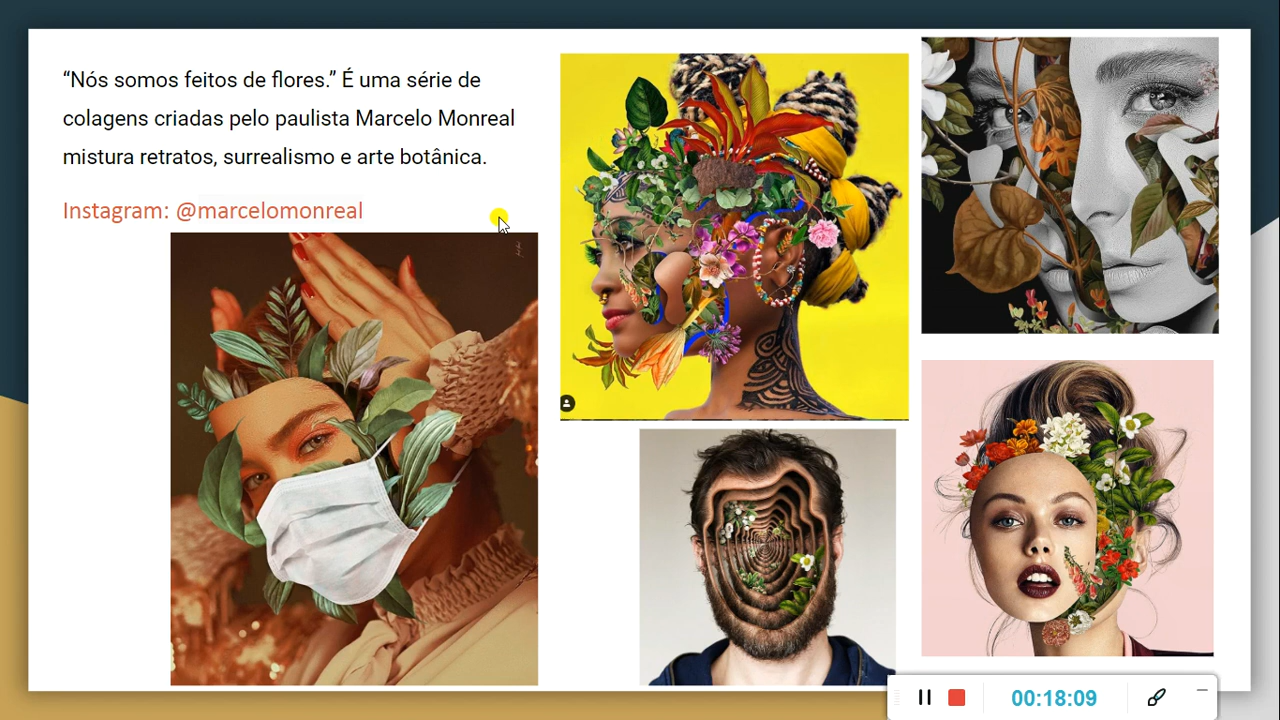 “Nós somos feitos de flores.” É uma série de
colagens criadas pelo paulista Marcelo Monreal
mistura retratos, surrealismo e arte botânica.
Instagram: @marcelomonreal
00:18:09